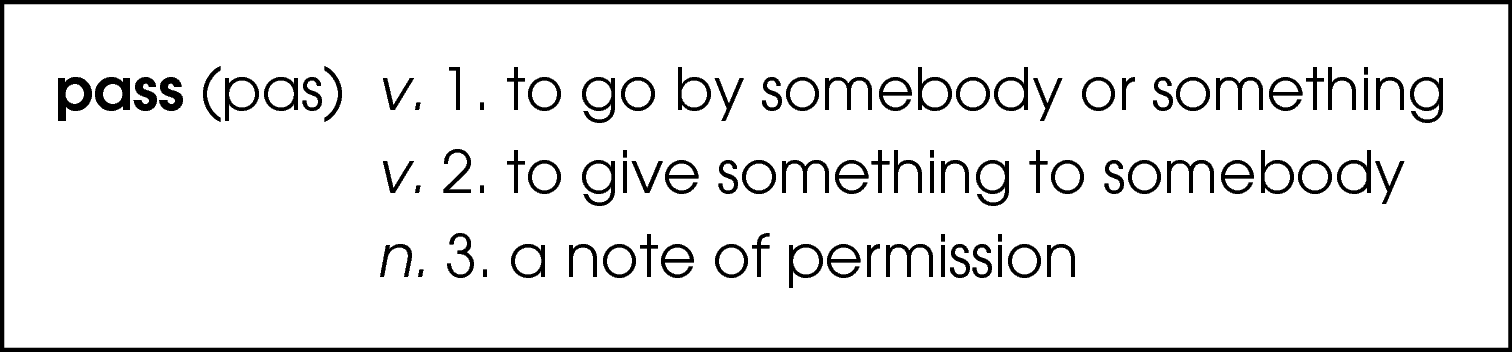 pass (pas) v. 1. to go by somebody or something
v. 2. to give something to somebody
n. 3. a note of permission